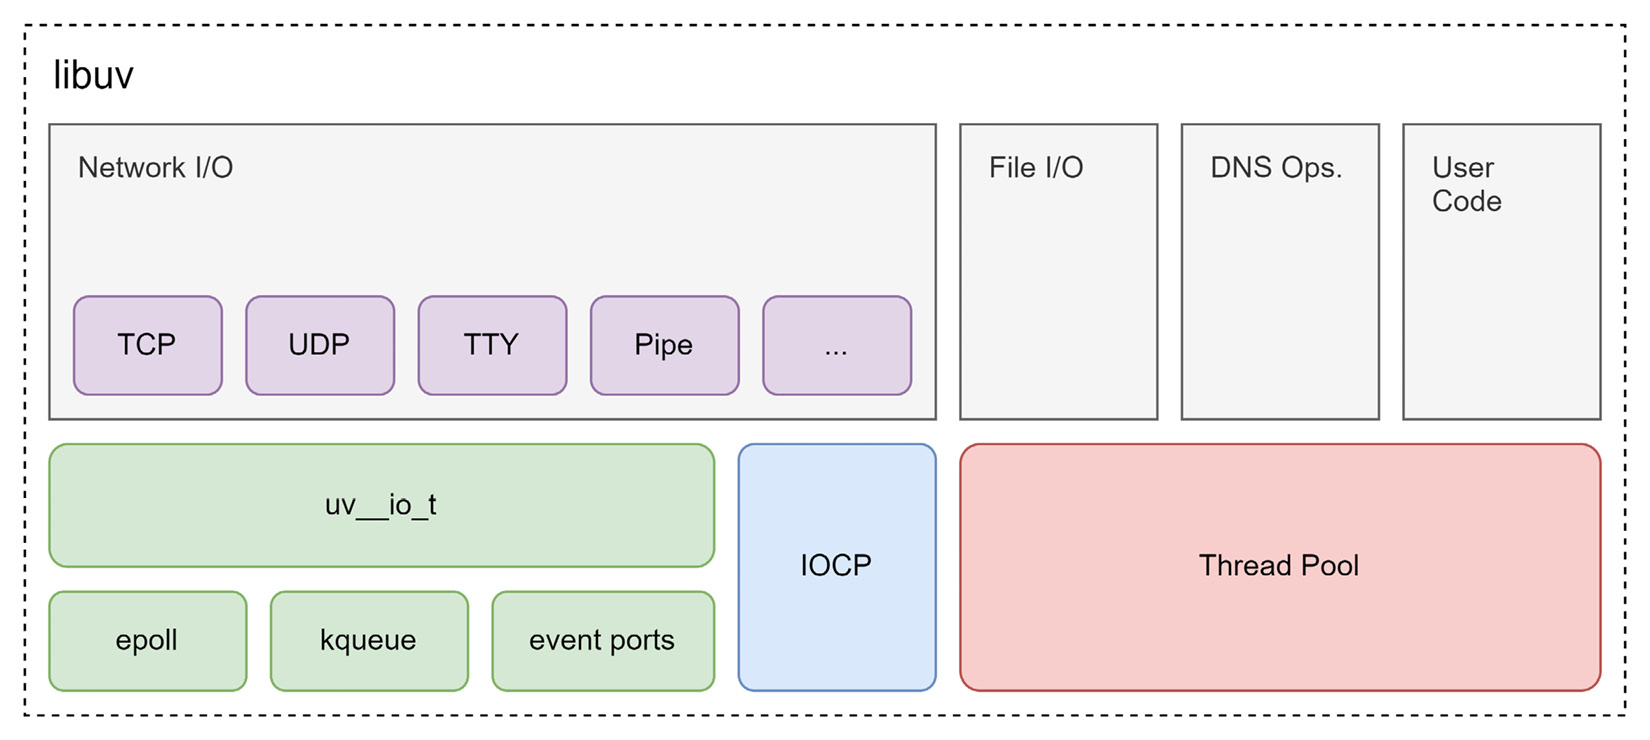 libuv
Network I/O
File I/O
DNS Ops.
User
Code
TCP
UDP
TTY
Pipe
...
uv__io_t
IOCP
Thread Pool
epoll
kqueue
event ports